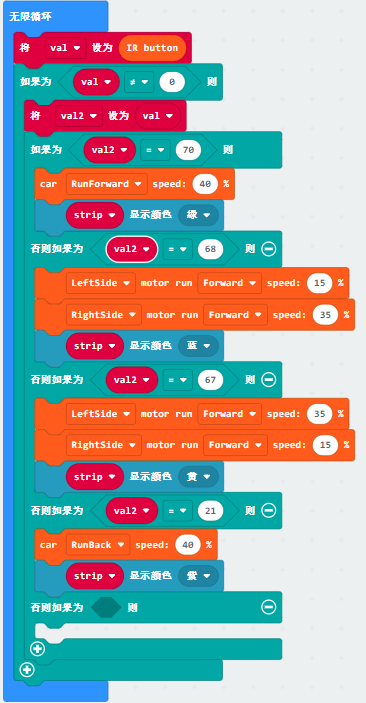 无限循环
将 val 设为 IR button
如果为 val ≠ 0 则
将 val2 设为 val
如果为 val2 = 70 则
car RunForward speed: 40 %
strip 显示颜色 绿
否则如果为 val2 = 68 则
LeftSide motor run Forward speed: 15 %
RightSide motor run Forward speed: 35 %
strip 显示颜色 蓝
否则如果为 val2 = 67 则
LeftSide motor run Forward speed: 35 %
RightSide motor run Forward speed: 15 %
strip 显示颜色 黄
否则如果为 val2 = 21 则
car RunBack speed: 40 %
strip 显示颜色 紫
否则如果为 则